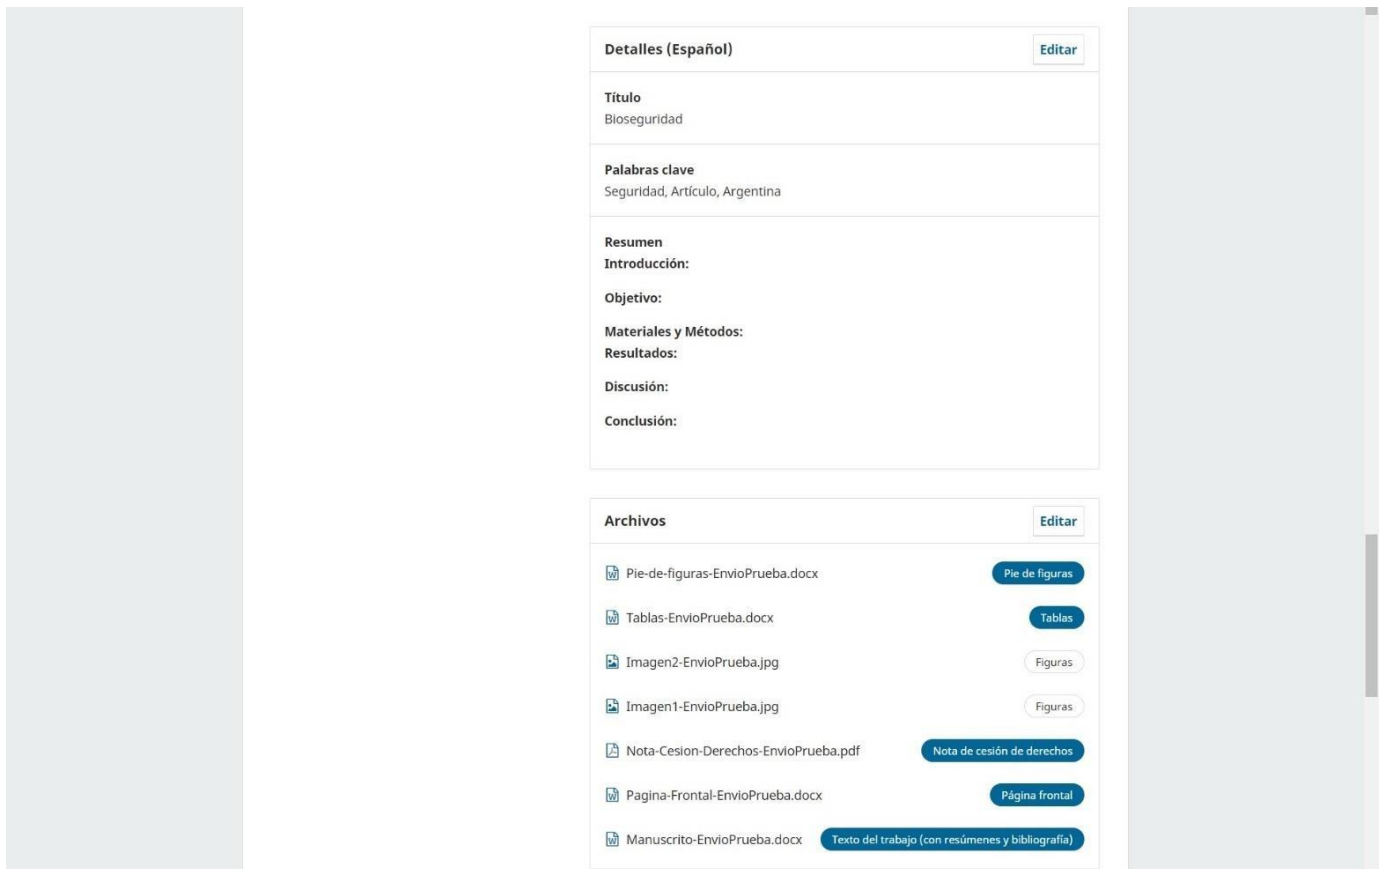 Detalles (Español) Editar
Título
Bioseguridad
Palabras clave
Seguridad, Artículo, Argentina
Resumen
Introducción:
Objetivo:
Materiales y Métodos:
Resultados:
Discusión:
Conclusión:
Archivos Editar
Pie-de-figuras-EnvioPrueba.docx Pie de figuras
Tablas-EnvioPrueba.docx Tablas
Imagen2-EnvioPrueba.jpg Figuras
Imagen1-EnvioPrueba.jpg Figuras
Nota-Cesion-Derechos-EnvioPrueba.pdf Nota de cesión de derechos
Pagina-Frontal-EnvioPrueba.docx Página frontal
Manuscrito-EnvioPrueba.docx Texto del trabajo (con resúmenes y bibliografía)